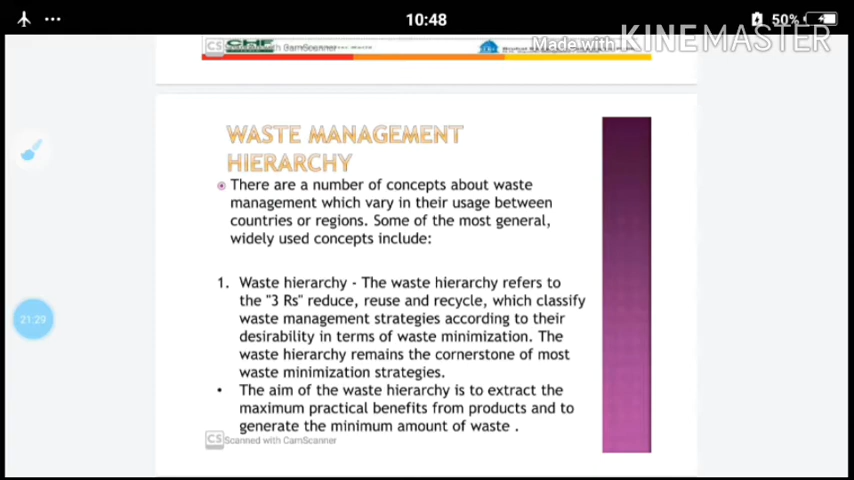 10:48
50%
Made with KINEMASTER
CS Scanned with CamScanner
CHF
WASTE MANAGEMENT
HIERARCHY
There are a number of concepts about waste
management which vary in their usage between
countries or regions. Some of the most general,
widely used concepts include:
1. Waste hierarchy - The waste hierarchy refers to
the "3 Rs" reduce, reuse and recycle, which classify
waste management strategies according to their
desirability in terms of waste minimization. The
waste hierarchy remains the cornerstone of most
waste minimization strategies.
• The aim of the waste hierarchy is to extract the
maximum practical benefits from products and to
generate the minimum amount of waste .
CS Scanned with CamScanner
21:29